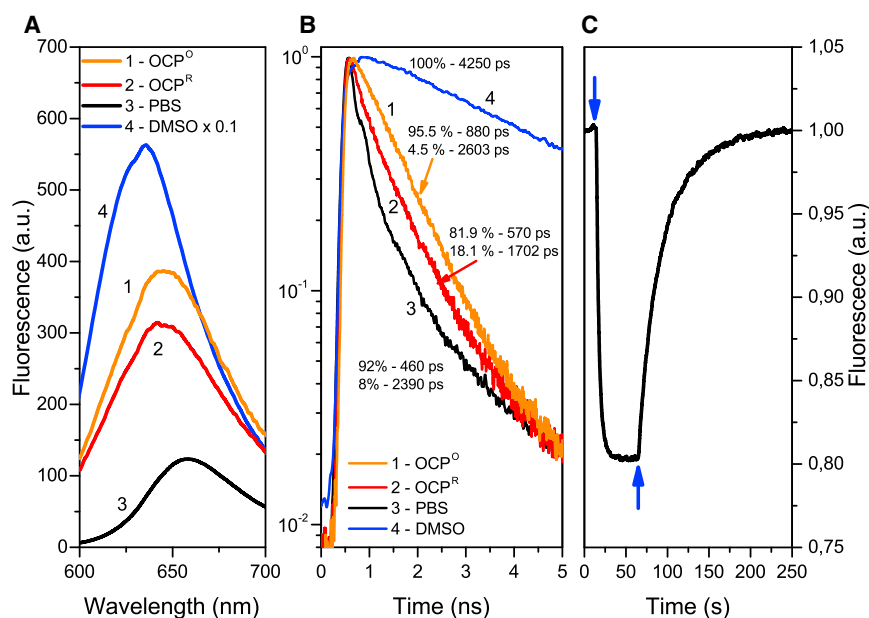 A
B
C
700
600
500
400
300
200
100
0
Fluorescence (a.u.)
1 - OCP^O
2 - OCP^R
3 - PBS
4 - DMSO x 0.1
4
1
2
3
600
650
700
Wavelength (nm)
10^0
10^-1
10^-2
100% - 4250 ps
4
1
95.5 % - 880 ps
4.5 % - 2603 ps
2
81.9 % - 570 ps
18.1 % - 1702 ps
3
92% - 460 ps
8% - 2390 ps
1 - OCP^O
2 - OCP^R
3 - PBS
4 - DMSO
0
1
2
3
4
5
Time (ns)
1,05
1,00
0,95
0,90
0,85
0,80
0,75
Fluoresecece (a.u.)
0
50
100
150
200
250
Time (s)